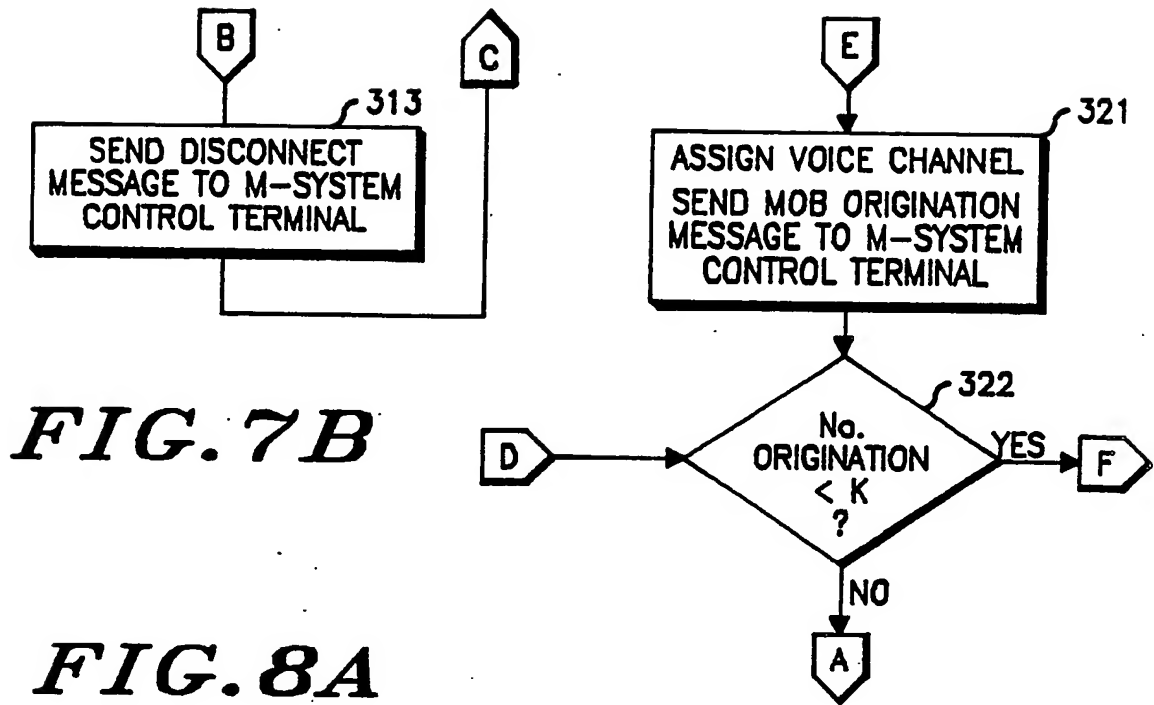 B
C
313
SEND DISCONNECT
MESSAGE TO M-SYSTEM
CONTROL TERMINAL
FIG. 7B
E
321
ASSIGN VOICE CHANNEL
SEND MOB ORIGINATION
MESSAGE TO M-SYSTEM
CONTROL TERMINAL
322
D
No.
ORIGINATION
< K
?
YES
F
NO
A
FIG. 8A